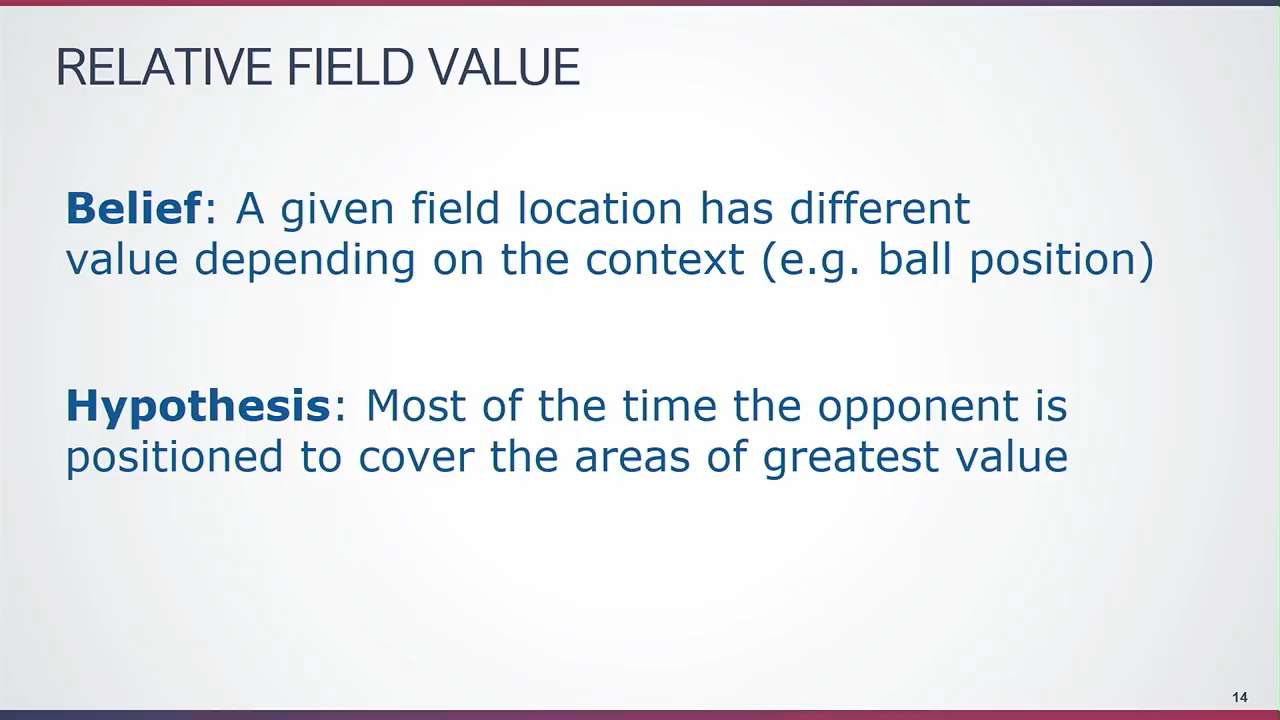 RELATIVE FIELD VALUE
Belief: A given field location has different
value depending on the context (e.g. ball position)
Hypothesis: Most of the time the opponent is
positioned to cover the areas of greatest value
14